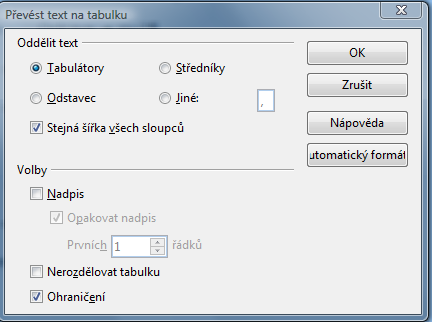 Převést text na tabulku
Oddělit text
Tabulátory
Středníky
Odstavec
Jiné:
,
Stejná šířka všech sloupců
OK
Zrušit
Nápověda
utomatický formát
Volby
Nadpis
Opakovat nadpis
Prvních 1 řádků
Nerozdělovat tabulku
Ohraničení